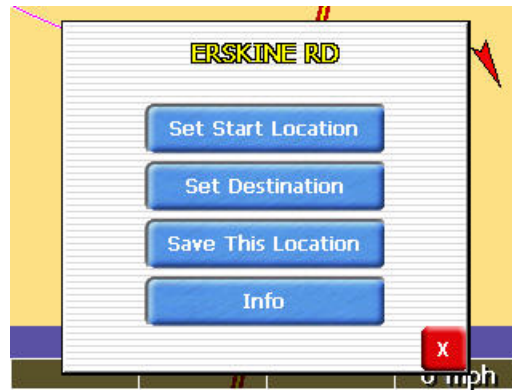 ERSKINE RD
Set Start Location
Set Destination
Save This Location
Info
X
mph